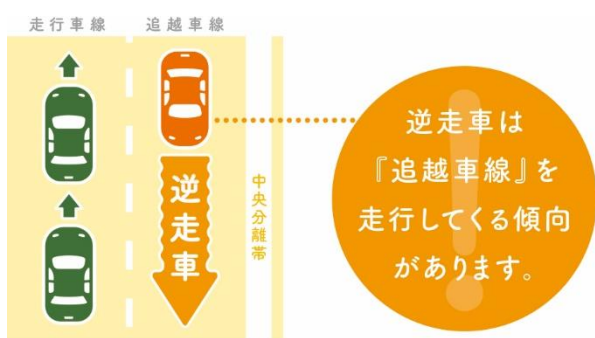 走行車線
追越車線
逆走車
中央分離帯
逆走車は
『追越車線』を
走行してくる傾向
があります。